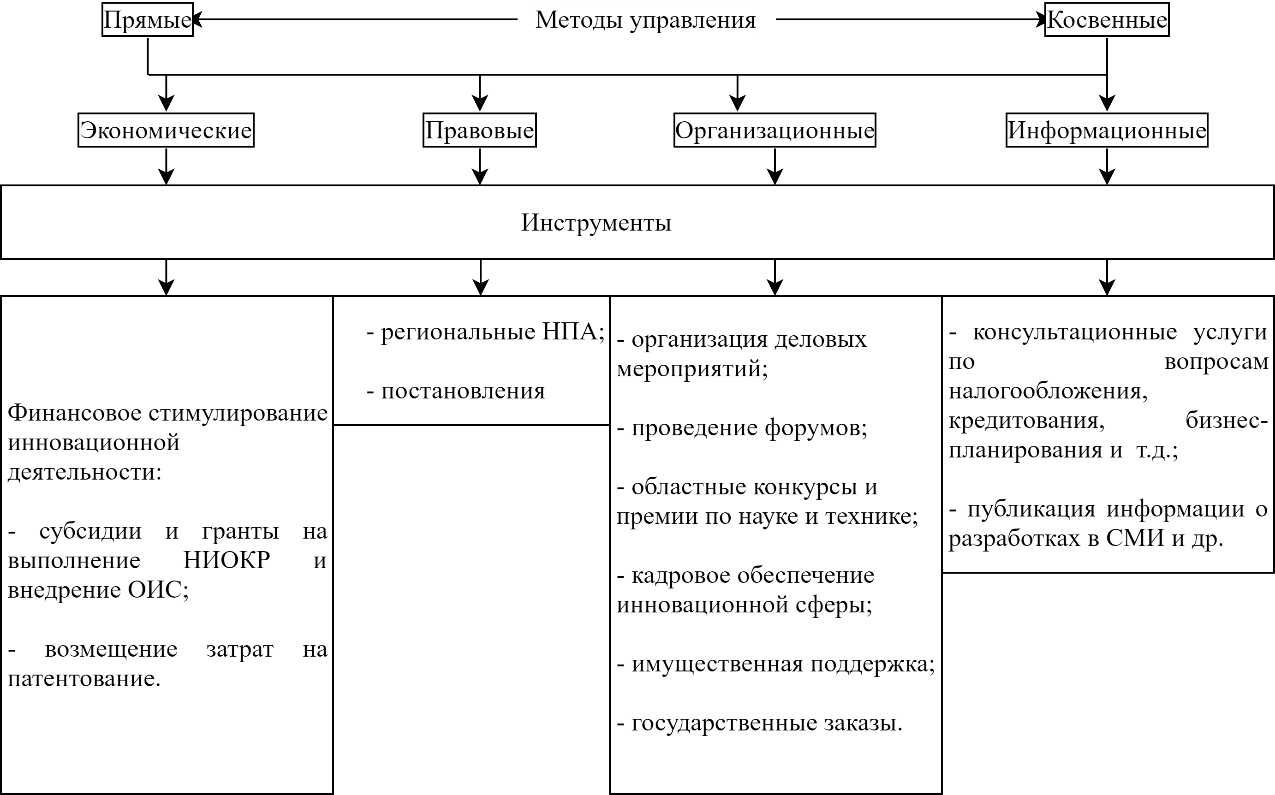 Прямые
Методы управления
Косвенные
Экономические
Правовые
Организационные
Информационные
Инструменты
Финансовое стимулирование
инновационной
деятельности:
- субсидии и гранты на
выполнение НИОКР и
внедрение ОИС;
- возмещение затрат на
патентование.
- региональные НПА;
- постановления
- организация деловых
мероприятий;
- проведение форумов;
- областные конкурсы и
премии по науке и технике;
- кадровое обеспечение
инновационной сферы;
- имущественная поддержка;
- государственные заказы.
- консультационные услуги
по вопросам
налогообложения,
кредитования, бизнес-
планирования и т.д.;
- публикация информации о
разработках в СМИ и др.